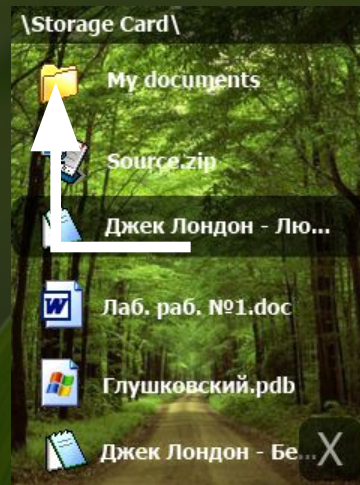 \Storage Card\
My documents
Source.zip
Джек Лондон - Лю...
Лаб. раб. №1.doc
Глушковский.pdb
Джек Лондон - Бе...
X